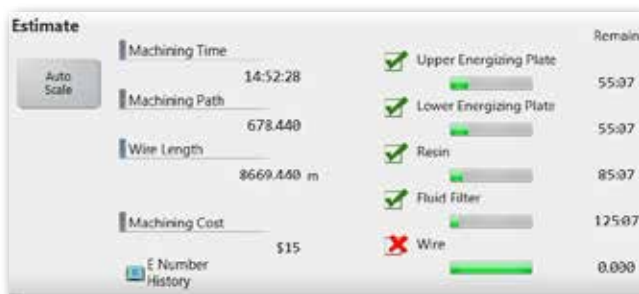 Estimate
Remain
Auto
Scale
Machining Time
14:52:28
Machining Path
678.440
Wire Length
8669.440 m
Machining Cost
$15
E Number
History
Upper Energizing Plate
55:07
Lower Energizing Plate
55:07
Resin
85:07
Fluid Filter
125:07
Wire
0.000